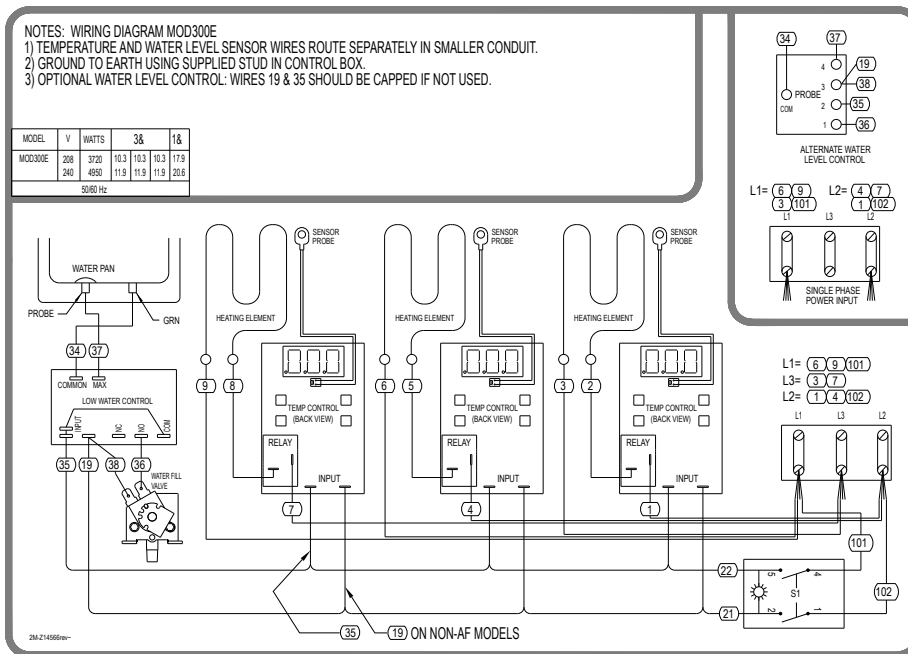 NOTES: WIRING DIAGRAM MOD300E
1) TEMPERATURE AND WATER LEVEL SENSOR WIRES ROUTE SEPARATELY IN SMALLER CONDUIT.
2) GROUND TO EARTH USING SUPPLIED STUD IN CONTROL BOX.
3) OPTIONAL WATER LEVEL CONTROL: WIRES 19 & 35 SHOULD BE CAPPED IF NOT USED.
MODEL V WATTS 3& 1&
MOD300E 208 3720 10.3 10.3 10.3 17.9
240 4950 11.9 11.9 11.9 20.6
50/60 Hz
34 37
4
19
3
38
PROBE
COM
2 35
1 36
ALTERNATE WATER
LEVEL CONTROL
L1= 6 9 L2= 4 7
3 101 1 102
L1 L3 L2
SINGLE PHASE
POWER INPUT
WATER PAN
PROBE
GRN
34 37
COMMON MAX
LOW WATER CONTROL
INPUT NC NO COM
35 19 38 36
WATER FILL
VALVE
SENSOR
PROBE
HEATING ELEMENT
9 8
TEMP CONTROL
(BACK VIEW)
RELAY
INPUT
7
SENSOR
PROBE
HEATING ELEMENT
6 5
TEMP CONTROL
(BACK VIEW)
RELAY
INPUT
4
SENSOR
PROBE
HEATING ELEMENT
3 2
TEMP CONTROL
(BACK VIEW)
RELAY
INPUT
1
L1= 6 9 101
L3= 3 7
L2= 1 4 102
L1 L3 L2
101
22 5 4
S1
102
21 2 1
35 19 ON NON-AF MODELS
2M-Z14566rev-